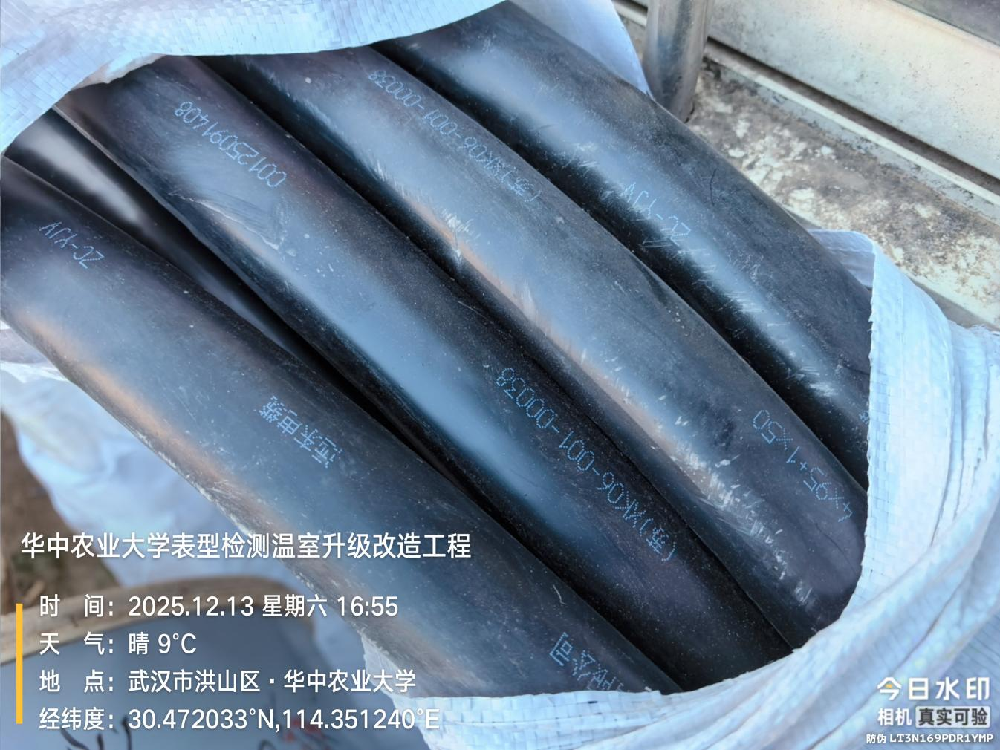 C0125091408
(苏)XK06-001-00038
ZC-YJV
ZC-YJV
远东电缆
(苏)XK06-001-00038
4×95+1×50
公司
华中农业大学表型检测温室升级改造工程
时 间：2025.12.13 星期六 16:55
天 气：晴 9°C
地 点：武汉市洪山区·华中农业大学
经纬度：30.472033°N,114.351240°E
今日水印
相机 真实可验
防伪 LT3N169PDR1YMP